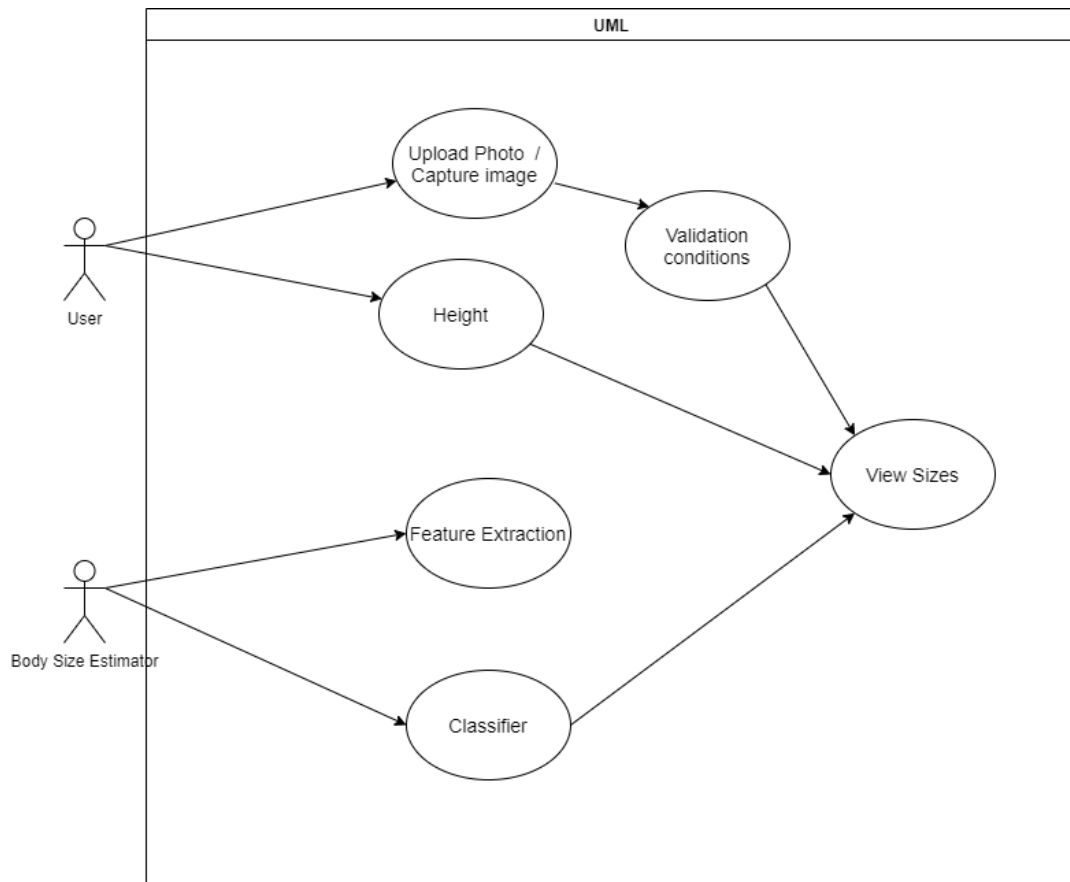 UML
Upload Photo /
Capture image
Validation
conditions
User
Height
View Sizes
Feature Extraction
Body Size Estimator
Classifier